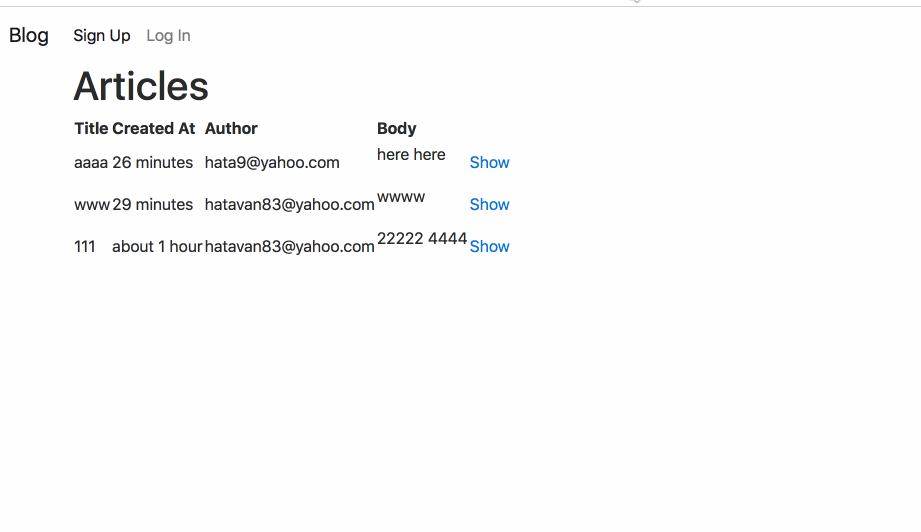 Blog Sign Up Log In
Articles
Title Created At Author Body
aaaa 26 minutes hata9@yahoo.com here here Show
www 29 minutes hatavan83@yahoo.com wwww Show
111 about 1 hour hatavan83@yahoo.com 22222 4444 Show